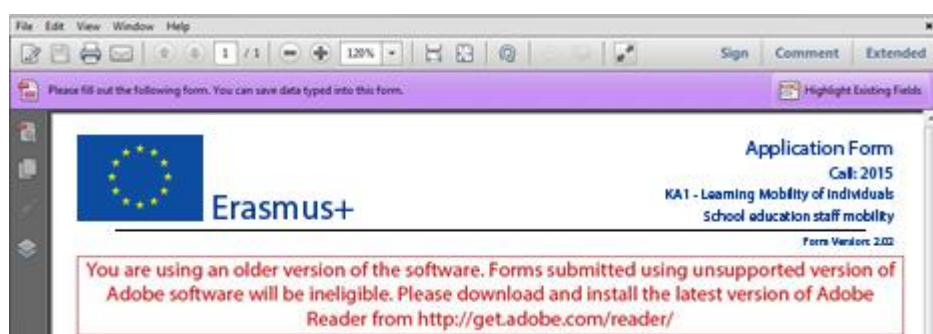 File Edit View Window Help
1 / 1 120% Sign Comment Extended
Please fill out the following form. You can save data typed into this form. Highlight Existing Fields
Application Form
Call: 2015
KA1 - Learning Mobility of Individuals
Erasmus+ School education staff mobility
Form Version: 2.02
You are using an older version of the software. Forms submitted using unsupported version of
Adobe software will be ineligible. Please download and install the latest version of Adobe
Reader from http://get.adobe.com/reader/